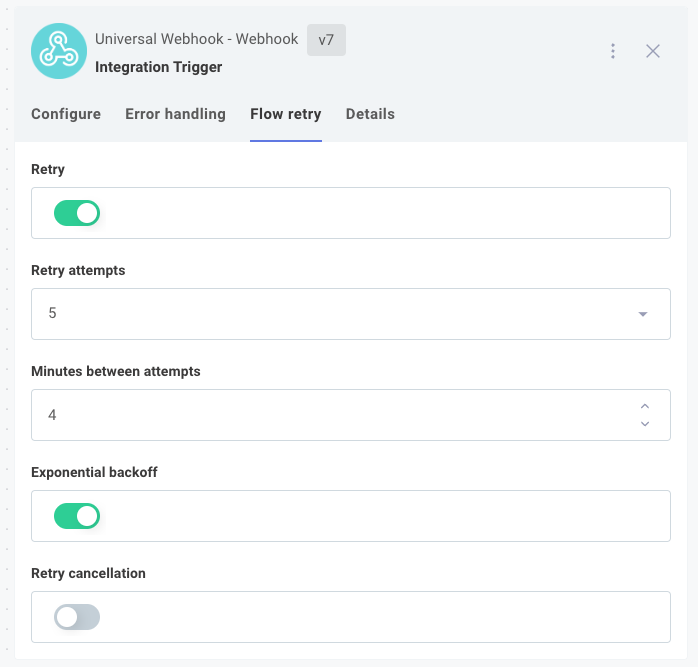 Universal Webhook - Webhook v7
Integration Trigger
Configure Error handling Flow retry Details
Retry
Retry attempts
5
Minutes between attempts
4
Exponential backoff
Retry cancellation